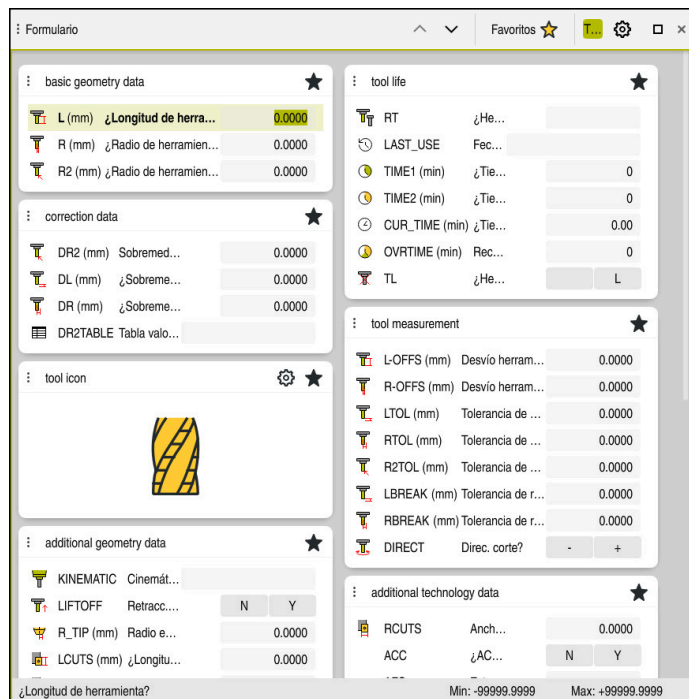 Formulario
Favoritos
T...
basic geometry data
L (mm) ¿Longitud de herra... 0.0000
R (mm) ¿Radio de herramien... 0.0000
R2 (mm) ¿Radio de herramien... 0.0000
correction data
DR2 (mm) Sobremed... 0.0000
DL (mm) ¿Sobreme... 0.0000
DR (mm) ¿Sobreme... 0.0000
DR2TABLE Tabla valo...
tool icon
additional geometry data
KINEMATIC Cinemát...
LIFTOFF Retracc.... N Y
R_TIP (mm) Radio e... 0.0000
LCUTS (mm) ¿Longitu... 0.0000
tool life
RT ¿He...
LAST_USE Fec...
TIME1 (min) ¿Tie... 0
TIME2 (min) ¿Tie... 0
CUR_TIME (min) ¿Tie... 0.00
OVRTIME (min) Rec... 0
TL ¿He... L
tool measurement
L-OFFS (mm) Desvío herram... 0.0000
R-OFFS (mm) Desvío herram... 0.0000
LTOL (mm) Tolerancia de ... 0.0000
RTOL (mm) Tolerancia de ... 0.0000
R2TOL (mm) Tolerancia de ... 0.0000
LBREAK (mm) Tolerancia de r... 0.0000
RBREAK (mm) Tolerancia de r... 0.0000
DIRECT Direc. corte? - +
additional technology data
RCUTS Anch... 0.0000
ACC ¿AC... N Y
¿Longitud de herramienta? Min: -99999.9999 Max: +99999.9999